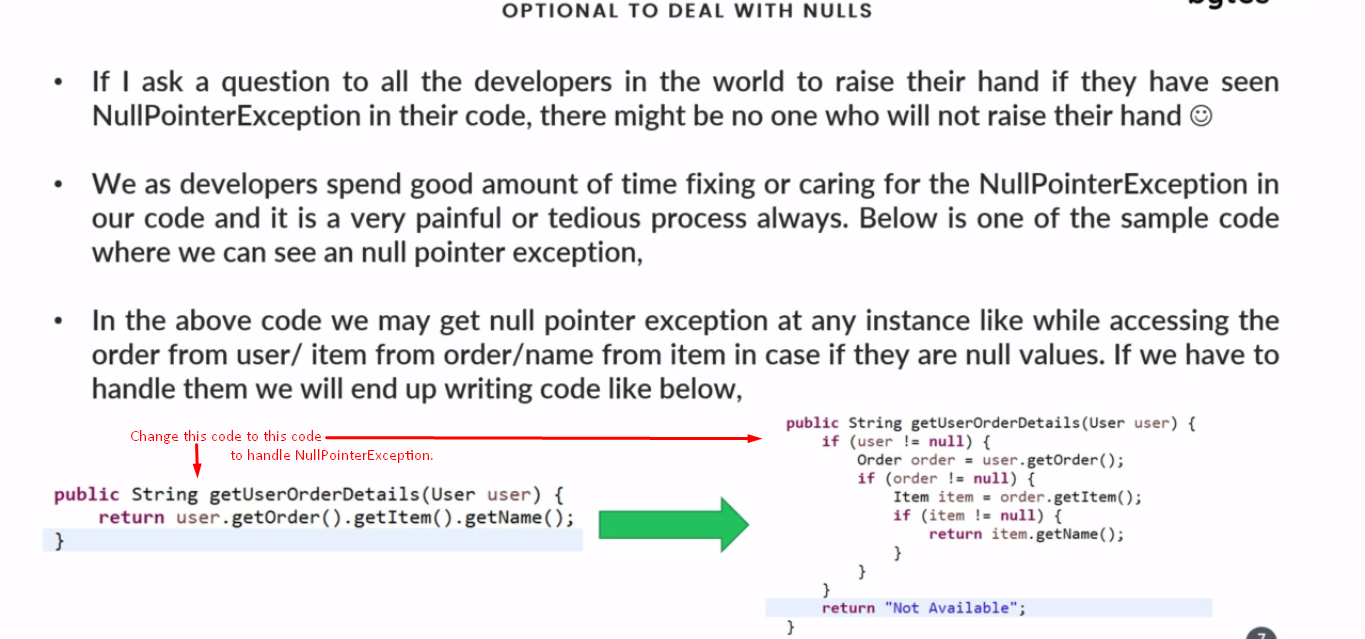 OPTIONAL TO DEAL WITH NULLS
• If I ask a question to all the developers in the world to raise their hand if they have seen
NullPointerException in their code, there might be no one who will not raise their hand ☺
• We as developers spend good amount of time fixing or caring for the NullPointerException in
our code and it is a very painful or tedious process always. Below is one of the sample code
where we can see an null pointer exception,
• In the above code we may get null pointer exception at any instance like while accessing the
order from user/ item from order/name from item in case if they are null values. If we have to
handle them we will end up writing code like below,
Change this code to this code
to handle NullPointerException.
public String getUserOrderDetails(User user) {
    return user.getOrder().getItem().getName();
}
public String getUserOrderDetails(User user) {
    if (user != null) {
        Order order = user.getOrder();
        if (order != null) {
            Item item = order.getItem();
            if (item != null) {
                return item.getName();
            }
        }
    }
    return "Not Available";
}